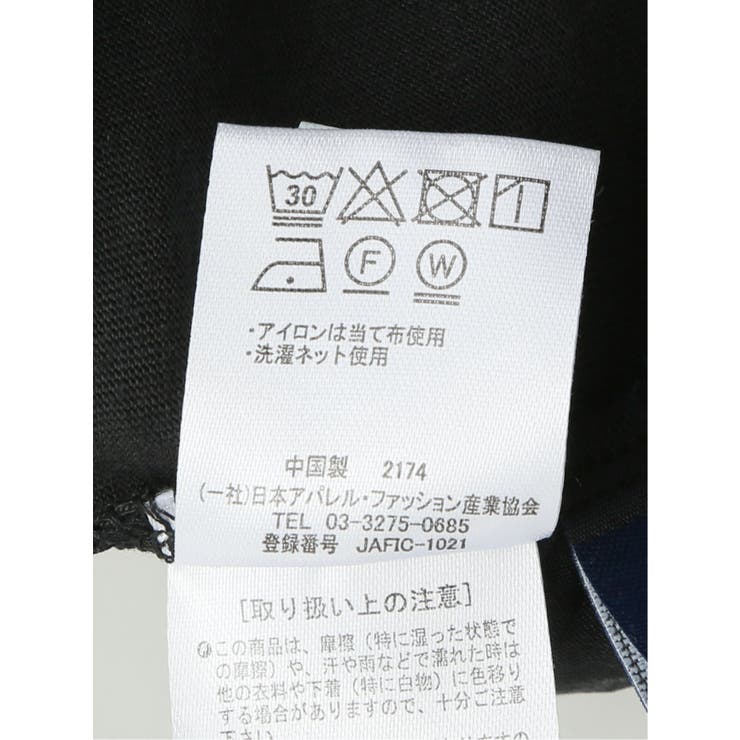 30
F W
・アイロンは当て布使用
・洗濯ネット使用
中国製 2174
(一社)日本アパレル・ファッション産業協会
TEL 03-3275-0685
登録番号 JAFIC-1021
[取り扱い上の注意]
この商品は、摩擦(特に湿った状態で
の摩擦)や、汗や雨などで濡れた時は
他の衣料や下着(特に白物)に色移り
する場合がありますので、十分ご注意
下さい。